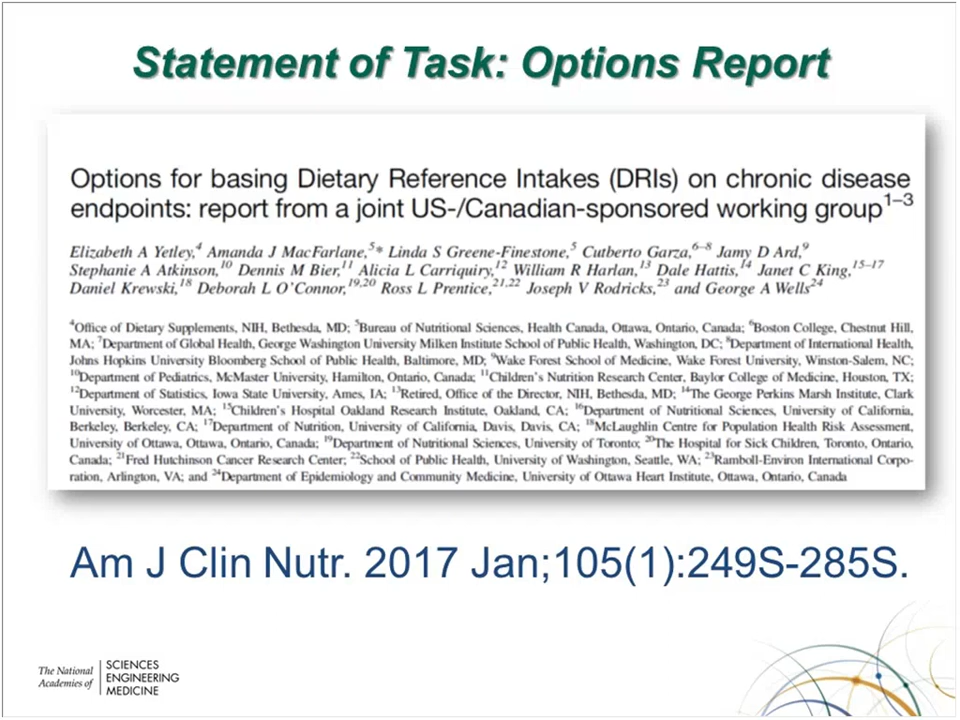 Statement of Task: Options Report
Options for basing Dietary Reference Intakes (DRIs) on chronic disease
endpoints: report from a joint US-/Canadian-sponsored working group1–3
Elizabeth A Yetley,4 Amanda J MacFarlane,5* Linda S Greene-Finestone,5 Cutberto Garza,6–8 Jamy D Ard,9
Stephanie A Atkinson,10 Dennis M Bier,11 Alicia L Carriquiry,12 William R Harlan,13 Dale Hattis,14 Janet C King,15–17
Daniel Krewski,18 Deborah L O'Connor,19,20 Ross L Prentice,21,22 Joseph V Rodricks,23 and George A Wells24
4Office of Dietary Supplements, NIH, Bethesda, MD; 5Bureau of Nutritional Sciences, Health Canada, Ottawa, Ontario, Canada; 6Boston College, Chestnut Hill,
MA; 7Department of Global Health, George Washington University Milken Institute School of Public Health, Washington, DC; 8Department of International Health,
Johns Hopkins University Bloomberg School of Public Health, Baltimore, MD; 9Wake Forest School of Medicine, Wake Forest University, Winston-Salem, NC;
10Department of Pediatrics, McMaster University, Hamilton, Ontario, Canada; 11Children's Nutrition Research Center, Baylor College of Medicine, Houston, TX;
12Department of Statistics, Iowa State University, Ames, IA; 13Retired, Office of the Director, NIH, Bethesda, MD; 14The George Perkins Marsh Institute, Clark
University, Worcester, MA; 15Children's Hospital Oakland Research Institute, Oakland, CA; 16Department of Nutritional Sciences, University of California,
Berkeley, Berkeley, CA; 17Department of Nutrition, University of California, Davis, Davis, CA; 18McLaughlin Centre for Population Health Risk Assessment,
University of Ottawa, Ottawa, Ontario, Canada; 19Department of Nutritional Sciences, University of Toronto; 20The Hospital for Sick Children, Toronto, Ontario,
Canada; 21Fred Hutchinson Cancer Research Center; 22School of Public Health, University of Washington, Seattle, WA; 23Ramboll-Environ International Corpo-
ration, Arlington, VA; and 24Department of Epidemiology and Community Medicine, University of Ottawa Heart Institute, Ottawa, Ontario, Canada
Am J Clin Nutr. 2017 Jan;105(1):249S-285S.
The National
Academies of
SCIENCES
ENGINEERING
MEDICINE